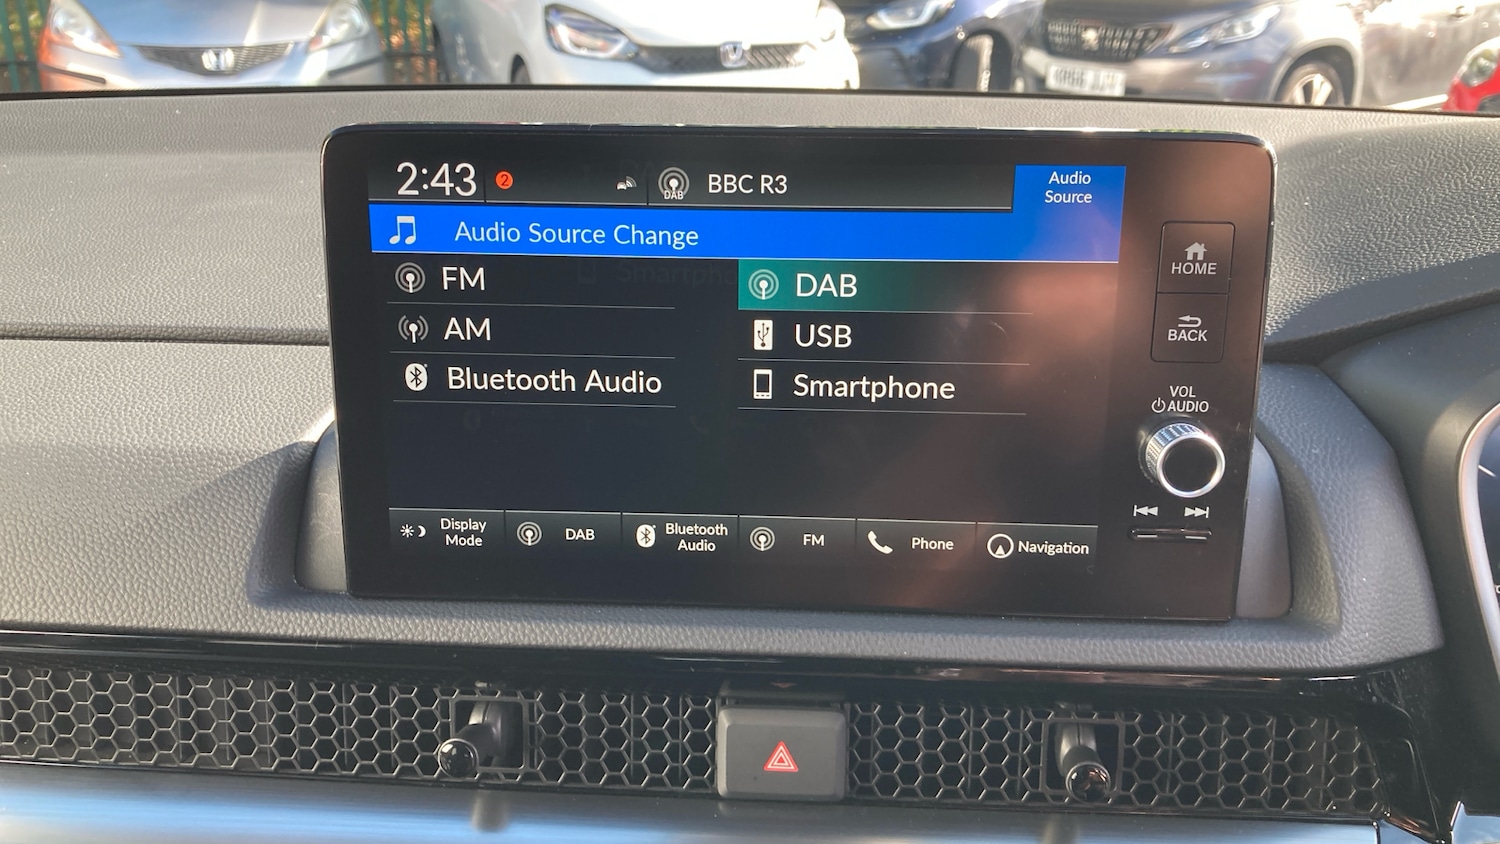 2:43
2
DAB
BBC R3
Audio
Source
Audio Source Change
FM
DAB
AM
USB
Bluetooth Audio
Smartphone
Display
Mode
DAB
Bluetooth
Audio
FM
Phone
Navigation
HOME
BACK
VOL
AUDIO